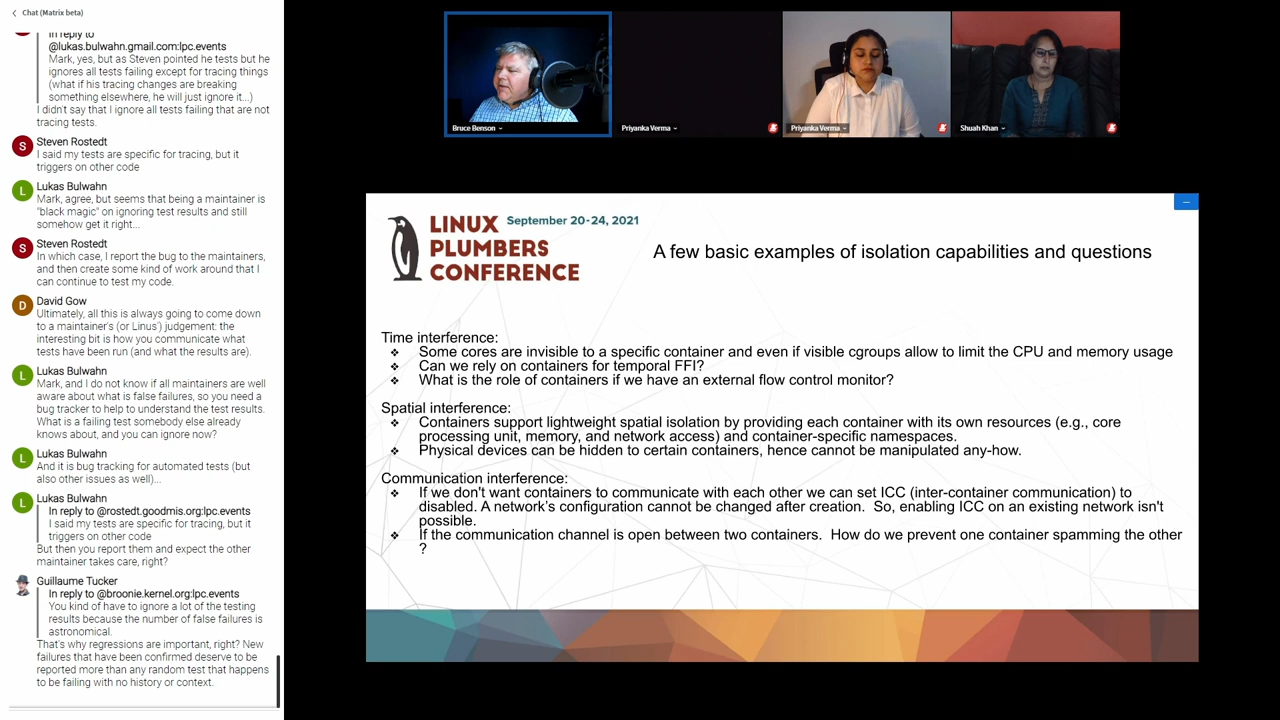 Chat (Matrix beta)
In reply to
@lukas.bulwahn.gmail.com:lpc.events
Mark, yes, but as Steven pointed he tests but he
ignores all tests failing except for tracing things
(what if his tracing changes are breaking
something elsewhere, he will just ignore it...)
I didn't say that I ignore all tests failing that are not
tracing tests.
S
Steven Rostedt
I said my tests are specific for tracing, but it
triggers on other code
L
Lukas Bulwahn
Mark, agree, but seems that being a maintainer is
"black magic" on ignoring test results and still
somehow get it right...
S
Steven Rostedt
In which case, I report the bug to the maintainers,
and then create some kind of work around that I
can continue to test my code.
D
David Gow
Ultimately, all this is always going to come down
to a maintainer's (or Linus') judgement: the
interesting bit is how you communicate what
tests have been run (and what the results are).
L
Lukas Bulwahn
Mark, and I do not know if all maintainers are well
aware about what is false failures, so you need a
bug tracker to help to understand the test results.
What is a failing test somebody else already
knows about, and you can ignore now?
L
Lukas Bulwahn
And it is bug tracking for automated tests (but
also other issues as well)...
L
Lukas Bulwahn
In reply to @rostedt.goodmis.org:lpc.events
I said my tests are specific for tracing, but it
triggers on other code
But then you report them and expect the other
maintainer takes care, right?
Guillaume Tucker
In reply to @broonie.kernel.org:lpc.events
You kind of have to ignore a lot of the testing
results because the number of false failures is
astronomical.
That's why regressions are important, right? New
failures that have been confirmed deserve to be
reported more than any random test that happens
to be failing with no history or context.
Bruce Benson
Priyanka Verma
Priyanka Verma
Shuah Khan
LINUX
PLUMBERS
CONFERENCE
September 20-24, 2021
A few basic examples of isolation capabilities and questions
Time interference:
❖ Some cores are invisible to a specific container and even if visible cgroups allow to limit the CPU and memory usage
❖ Can we rely on containers for temporal FFI?
❖ What is the role of containers if we have an external flow control monitor?
Spatial interference:
❖ Containers support lightweight spatial isolation by providing each container with its own resources (e.g., core
processing unit, memory, and network access) and container-specific namespaces.
❖ Physical devices can be hidden to certain containers, hence cannot be manipulated any-how.
Communication interference:
❖ If we don't want containers to communicate with each other we can set ICC (inter-container communication) to
disabled. A network's configuration cannot be changed after creation. So, enabling ICC on an existing network isn't
possible.
❖ If the communication channel is open between two containers. How do we prevent one container spamming the other
?